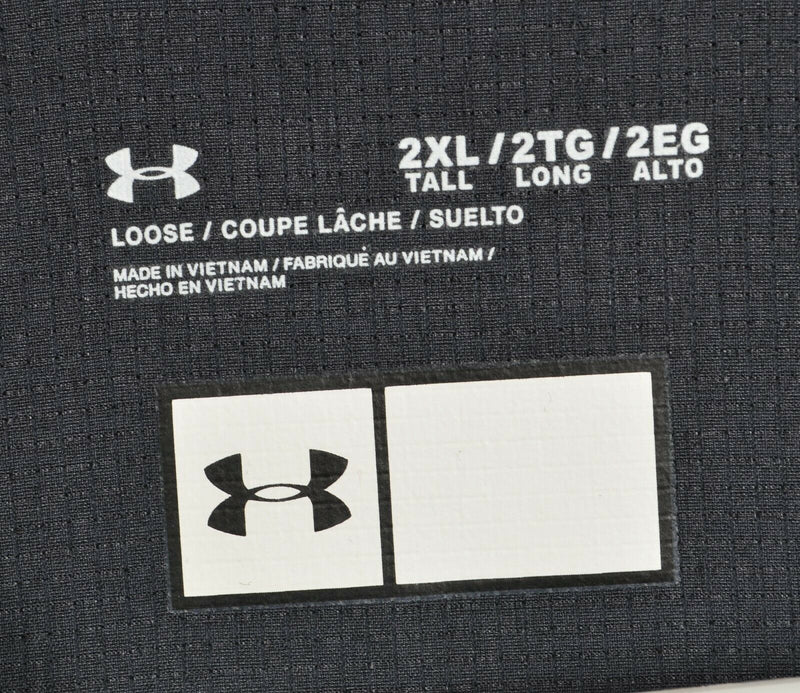 2XL / 2TG / 2EG
TALL LONG ALTO
LOOSE / COUPE LÂCHE / SUELTO
MADE IN VIETNAM / FABRIQUÉ AU VIETNAM /
HECHO EN VIETNAM